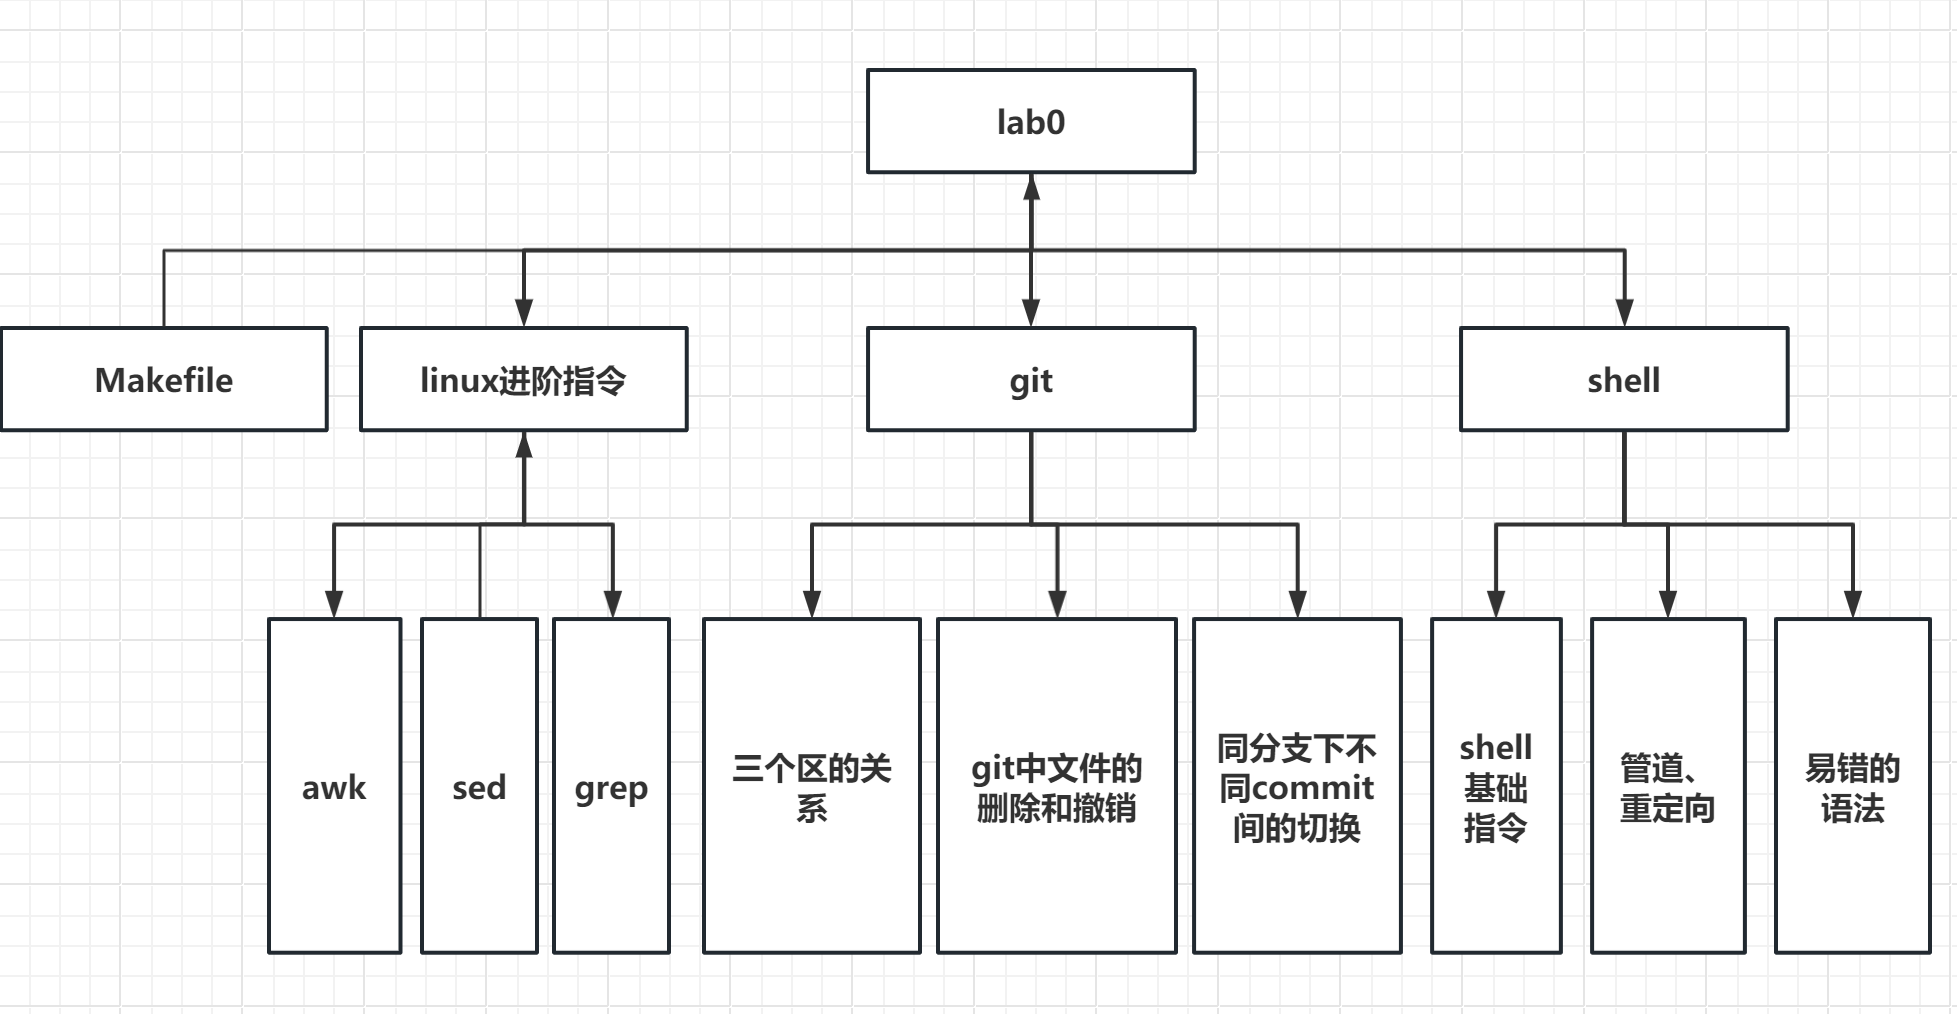 lab0
Makefile
linux进阶指令
git
shell
awk
sed
grep
三个区的关
系
git中文件的
删除和撤销
同分支下不
同commit
间的切换
shell
基础
指令
管道、
重定向
易错的
语法